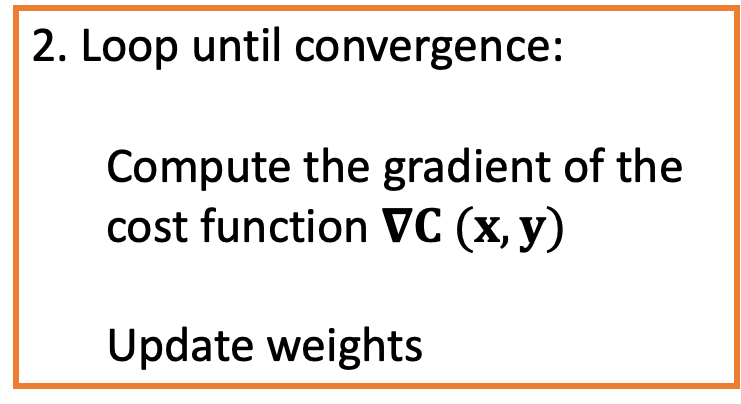 2. Loop until convergence:
Compute the gradient of the
cost function ∇C (x, y)
Update weights